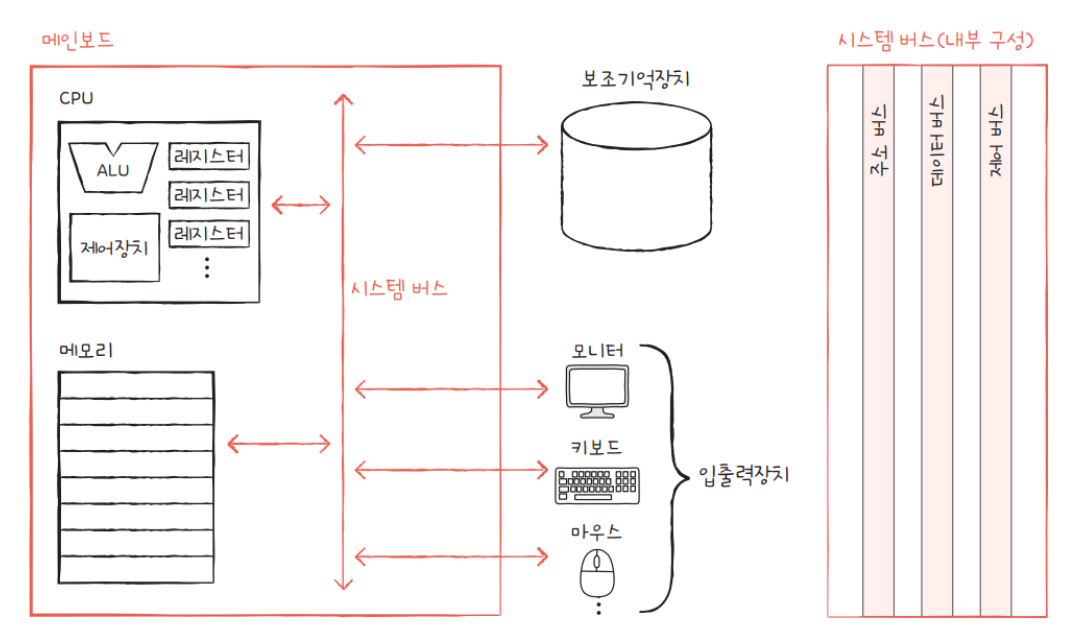 메인보드
시스템 버스(내부 구성)
CPU
보조기억장치
ALU
레지스터
레지스터
레지스터
제어장치
시스템 버스
메모리
모니터
키보드
마우스
입출력장치
주소 버스
데이터 버스
제어 버스